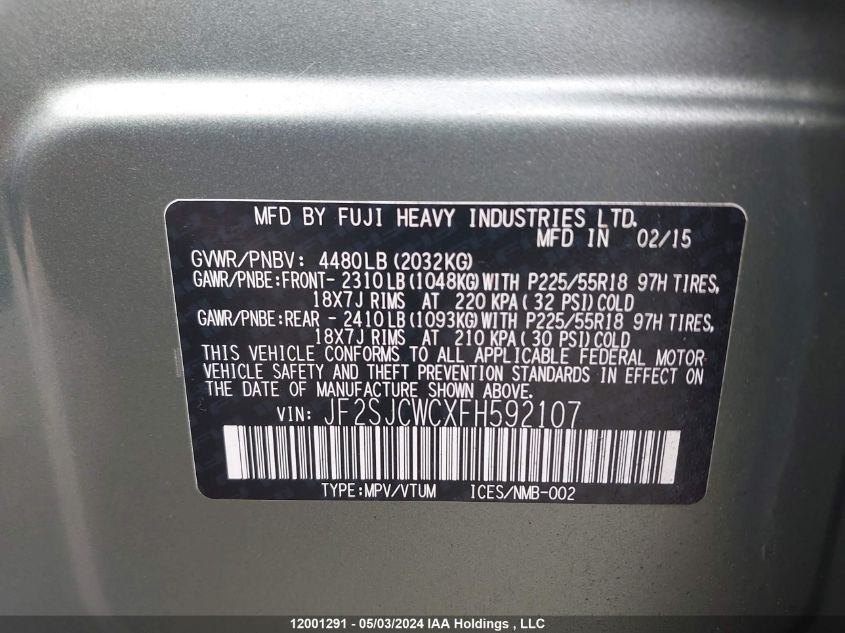 MFD BY FUJI HEAVY INDUSTRIES LTD.
MFD IN 02/15
GVWR/PNBV: 4480LB(2032KG)
GAWR/PNBE:FRONT- 2310LB(1048KG)WITH P225/55R18 97H TIRES,
18X7J RIMS AT 220 KPA( 32 PSI)COLD
GAWR/PNBE:REAR - 2410LB(1093KG)WITH P225/55R18 97H TIRES,
18X7J RIMS AT 210 KPA( 30 PSI)COLD
THIS VEHICLE CONFORMS TO ALL APPLICABLE FEDERAL MOTOR
VEHICLE SAFETY AND THEFT PREVENTION STANDARDS IN EFFECT ON
THE DATE OF MANUFACTURE SHOWN ABOVE.
VIN: JF2SJCWCXFH592107
TYPE:MPV/VTUM ICES/NMB-002
12001291 - 05/03/2024 IAA Holdings , LLC